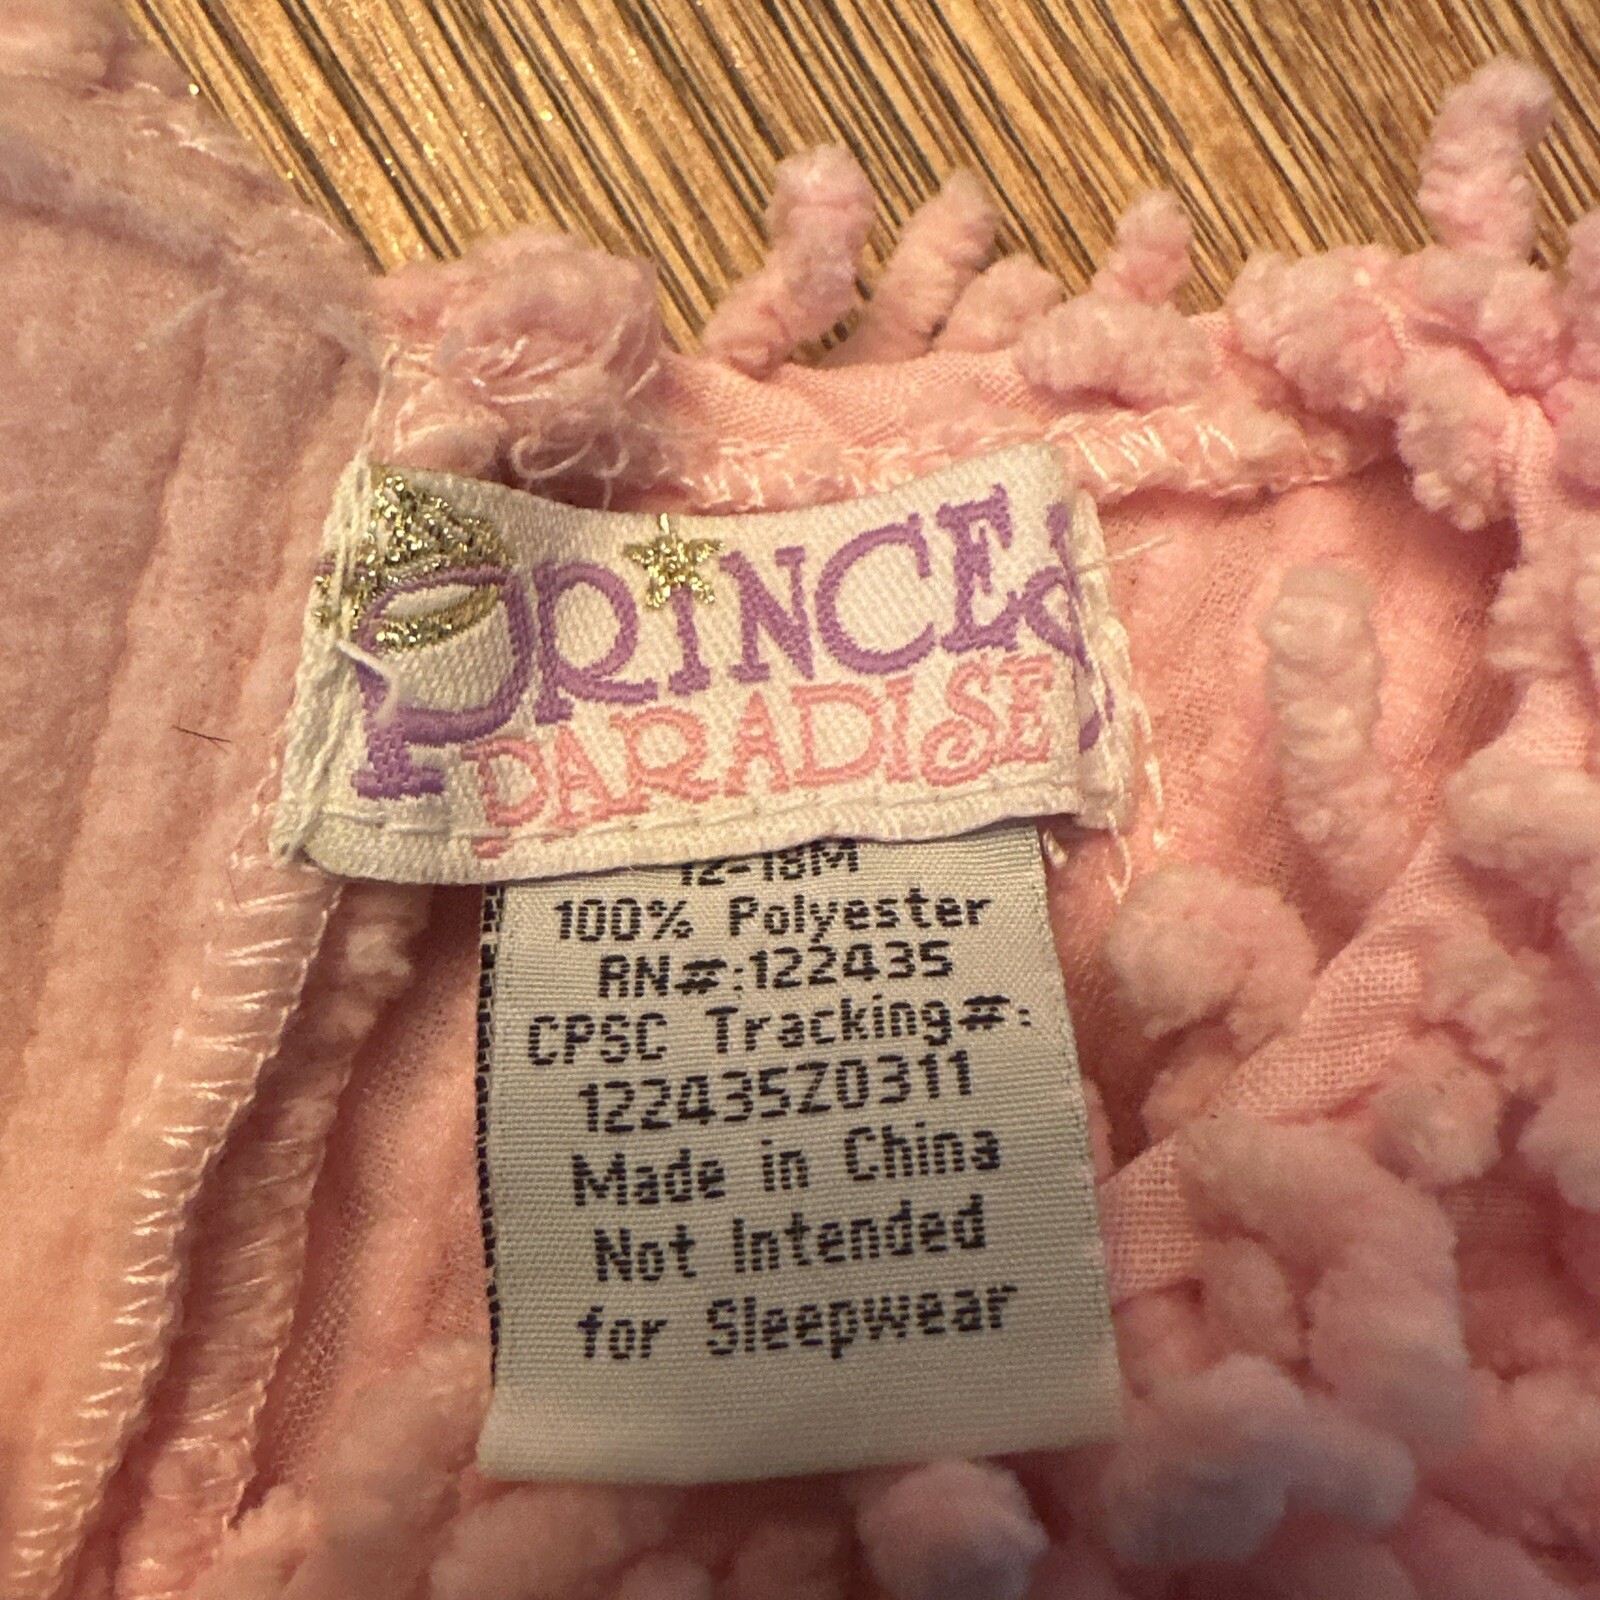 PRiNCESS
PARADISE
12-18M
100% Polyester
RN#:122435
CPSC Tracking#:
122435Z0311
Made in China
Not Intended
for Sleepwear